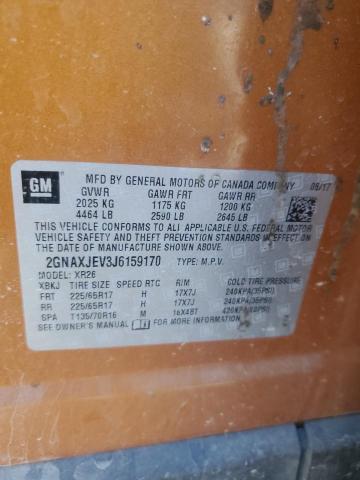 GM
MFD BY GENERAL MOTORS OF CANADA COMPANY 08/17
GVWR GAWR FRT GAWR RR
2025 KG 1175 KG 1200 KG
4464 LB 2590 LB 2645 LB
THIS VEHICLE CONFORMS TO ALL APPLICABLE U.S. FEDERAL MOTOR
VEHICLE SAFETY, BUMPER, AND THEFT PREVENTION STANDARDS IN EFFECT
ON THE DATE OF MANUFACTURE SHOWN ABOVE.
2GNAXJEV3J6159170 TYPE: M.P.V.
MODEL: XR26
XBKJ TIRE SIZE SPEED RTC RIM COLD TIRE PRESSURE
FRT 225/65R17 H 17X7J 240KPA(35PSI)
RR 225/65R17 H 17X7J 240KPA(35PSI)
SPA T135/70R16 M 16X4BT 420KPA(60PSI)
SEE OWNER'S MANUAL FOR